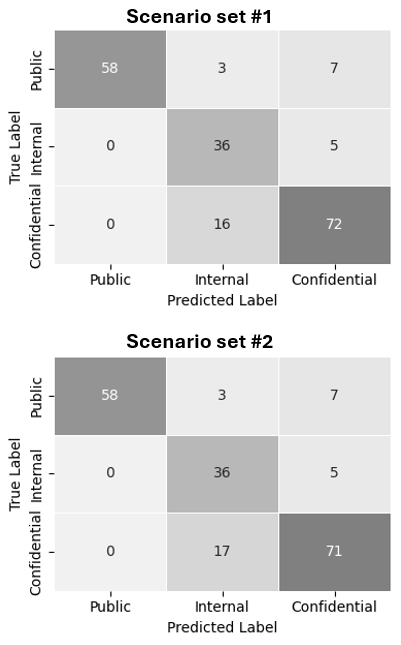 Scenario set #1
True Label
Public 58 3 7
Internal 0 36 5
Confidential 0 16 72
Public Internal Confidential
Predicted Label
Scenario set #2
True Label
Public 58 3 7
Internal 0 36 5
Confidential 0 17 71
Public Internal Confidential
Predicted Label